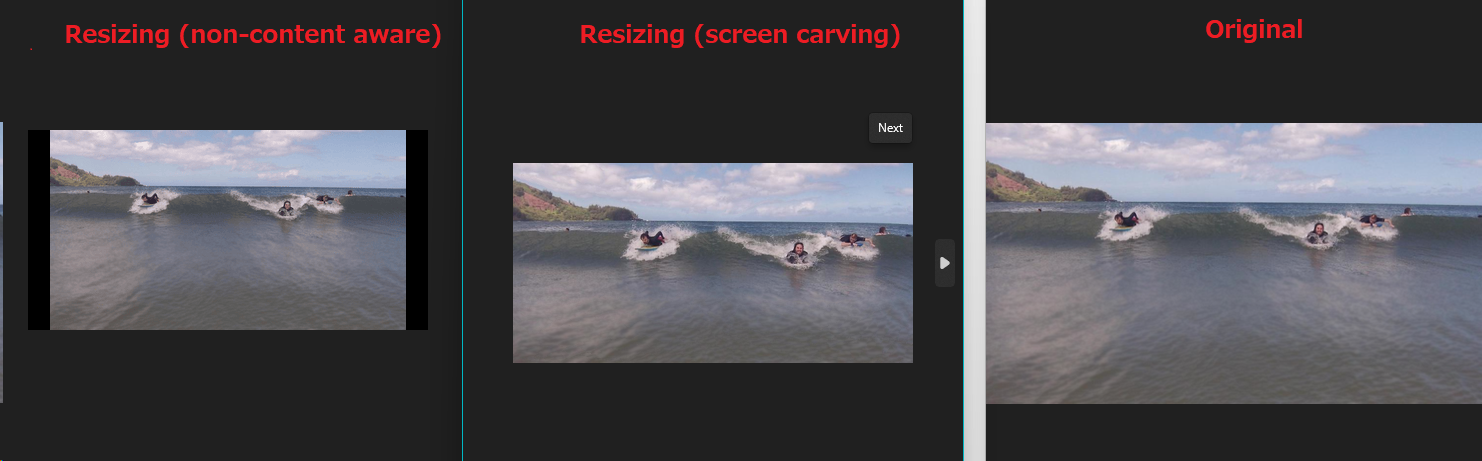 Resizing (non-content aware)
Resizing (screen carving)
Original
Next